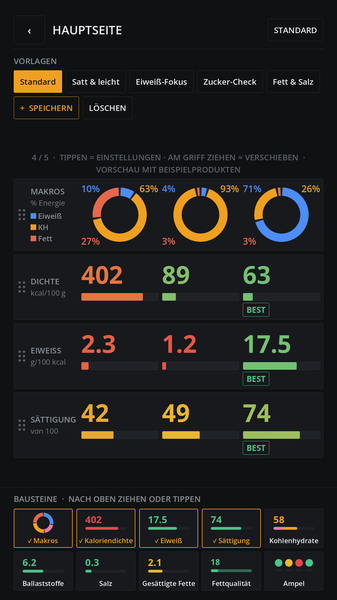 ‹ HAUPTSEITE STANDARD
VORLAGEN
Standard Satt & leicht Eiweiß-Fokus Zucker-Check Fett & Salz
+ SPEICHERN LÖSCHEN
4 / 5 · TIPPEN = EINSTELLUNGEN · AM GRIFF ZIEHEN = VERSCHIEBEN ·
VORSCHAU MIT BEISPIELPRODUKTEN
MAKROS
% Energie
Eiweiß
KH
Fett
10% 63% 27%
4% 93% 3%
71% 26% 3%
DICHTE
kcal/100 g
402 89 63
BEST
EIWEISS
g/100 kcal
2.3 1.2 17.5
BEST
SÄTTIGUNG
von 100
42 49 74
BEST
BAUSTEINE · NACH OBEN ZIEHEN ODER TIPPEN
402 17.5 74 58
✓ Makros ✓ Kaloriendichte ✓ Eiweiß ✓ Sättigung Kohlenhydrate
6.2 0.3 2.1 18
Ballaststoffe Salz Gesättigte Fette Fettqualität Ampel